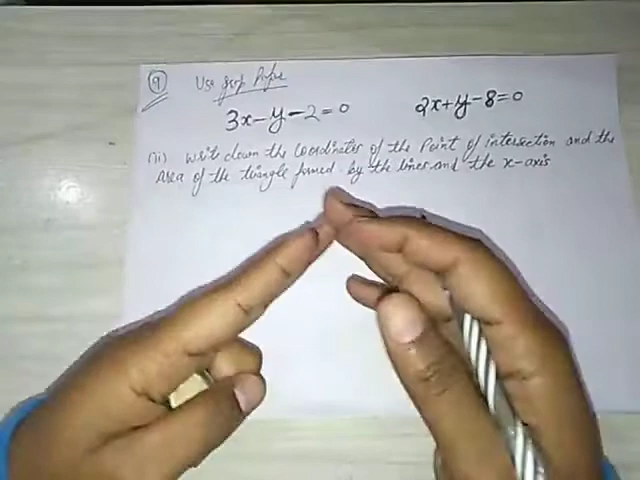 9 Use graph Paper
3x-y-2=0 2x+y-8=0
(ii) write down the Coordinates of the Point of intersection and the
Area of the triangle formed by the lines and the x-axis